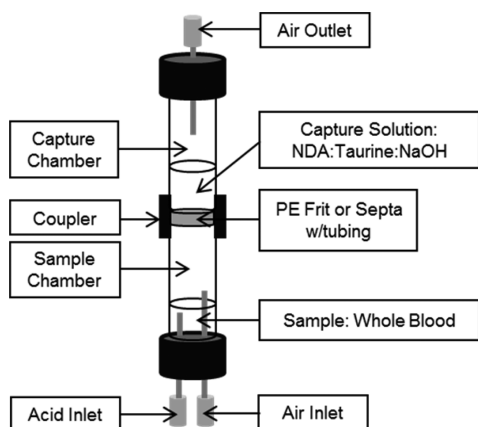 Air Outlet
Capture
Chamber
Capture Solution:
NDA:Taurine:NaOH
Coupler
PE Frit or Septa
w/tubing
Sample
Chamber
Sample: Whole Blood
Acid Inlet
Air Inlet